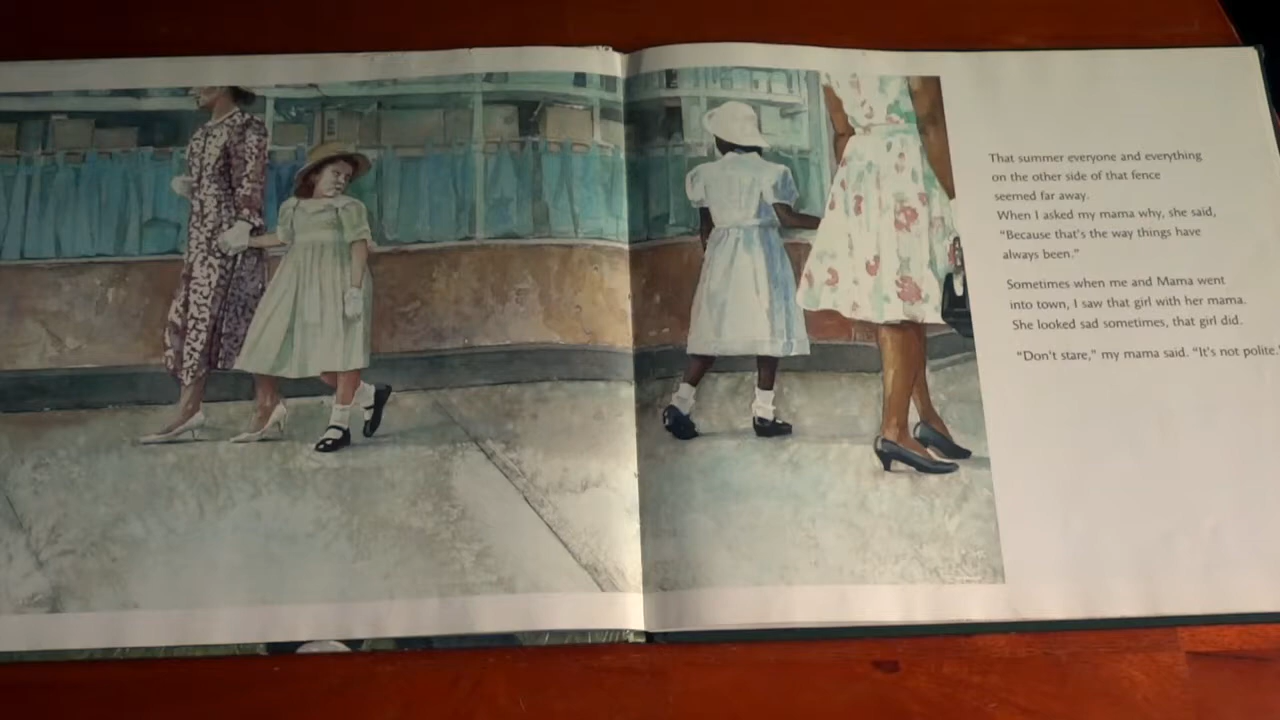 That summer everyone and everything
on the other side of that fence
seemed far away.
When I asked my mama why, she said,
"Because that's the way things have
always been."
Sometimes when me and Mama went
into town, I saw that girl with her mama.
She looked sad sometimes, that girl did.
"Don't stare," my mama said. "It's not polite."